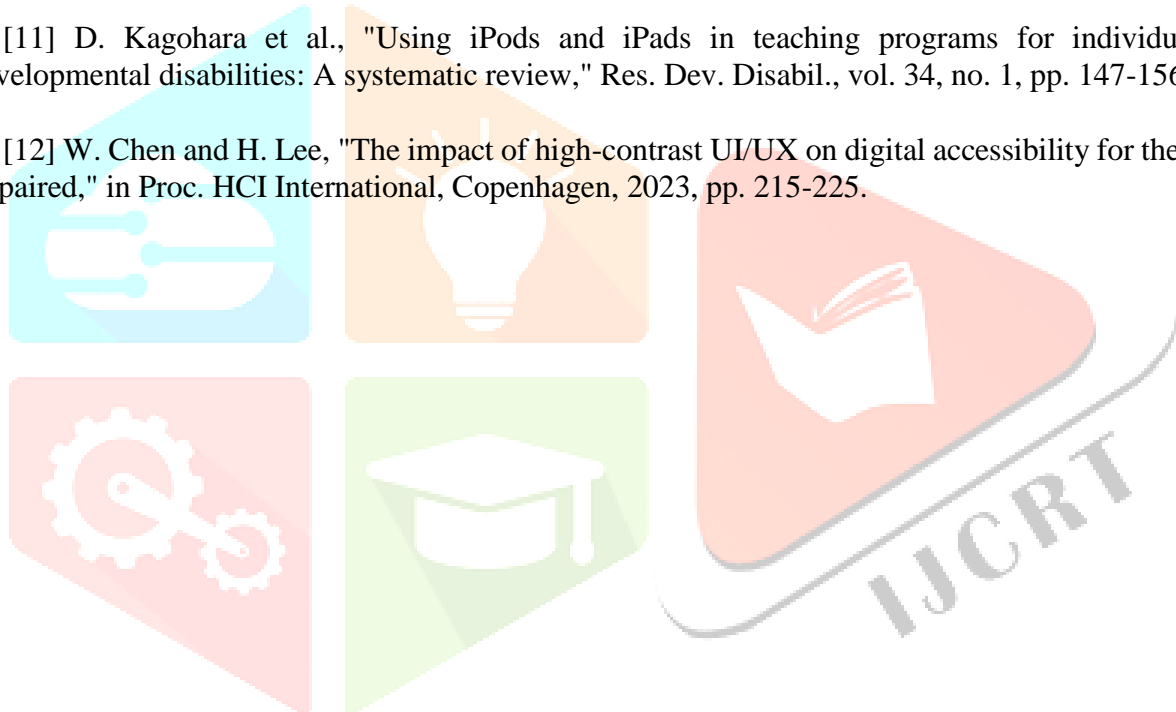 [11] D. Kagohara et al., "Using iPods and iPads in teaching programs for individu
velopmental disabilities: A systematic review," Res. Dev. Disabil., vol. 34, no. 1, pp. 147-156
[12] W. Chen and H. Lee, "The impact of high-contrast UI/UX on digital accessibility for the
paired," in Proc. HCI International, Copenhagen, 2023, pp. 215-225.
IJCRT